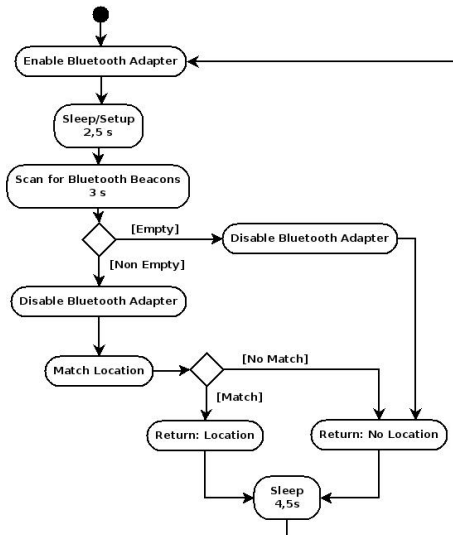 Enable Bluetooth Adapter
Sleep/Setup
2,5 s
Scan for Bluetooth Beacons
3 s
[Empty]
Disable Bluetooth Adapter
[Non Empty]
Disable Bluetooth Adapter
Match Location
[No Match]
[Match]
Return: Location
Return: No Location
Sleep
4,5s